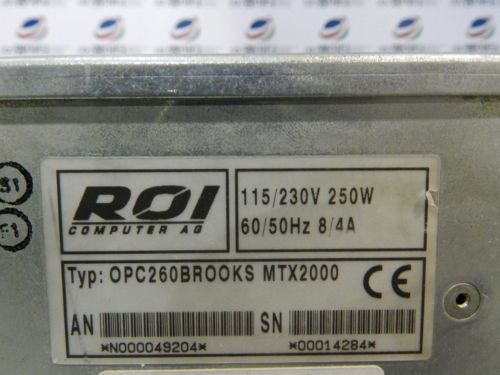 ROI
COMPUTER AG
115/230V 250W
60/50Hz 8/4A
Typ: OPC260BROOKS MTX2000
CE
AN
*N000049204*
SN
*00014284*